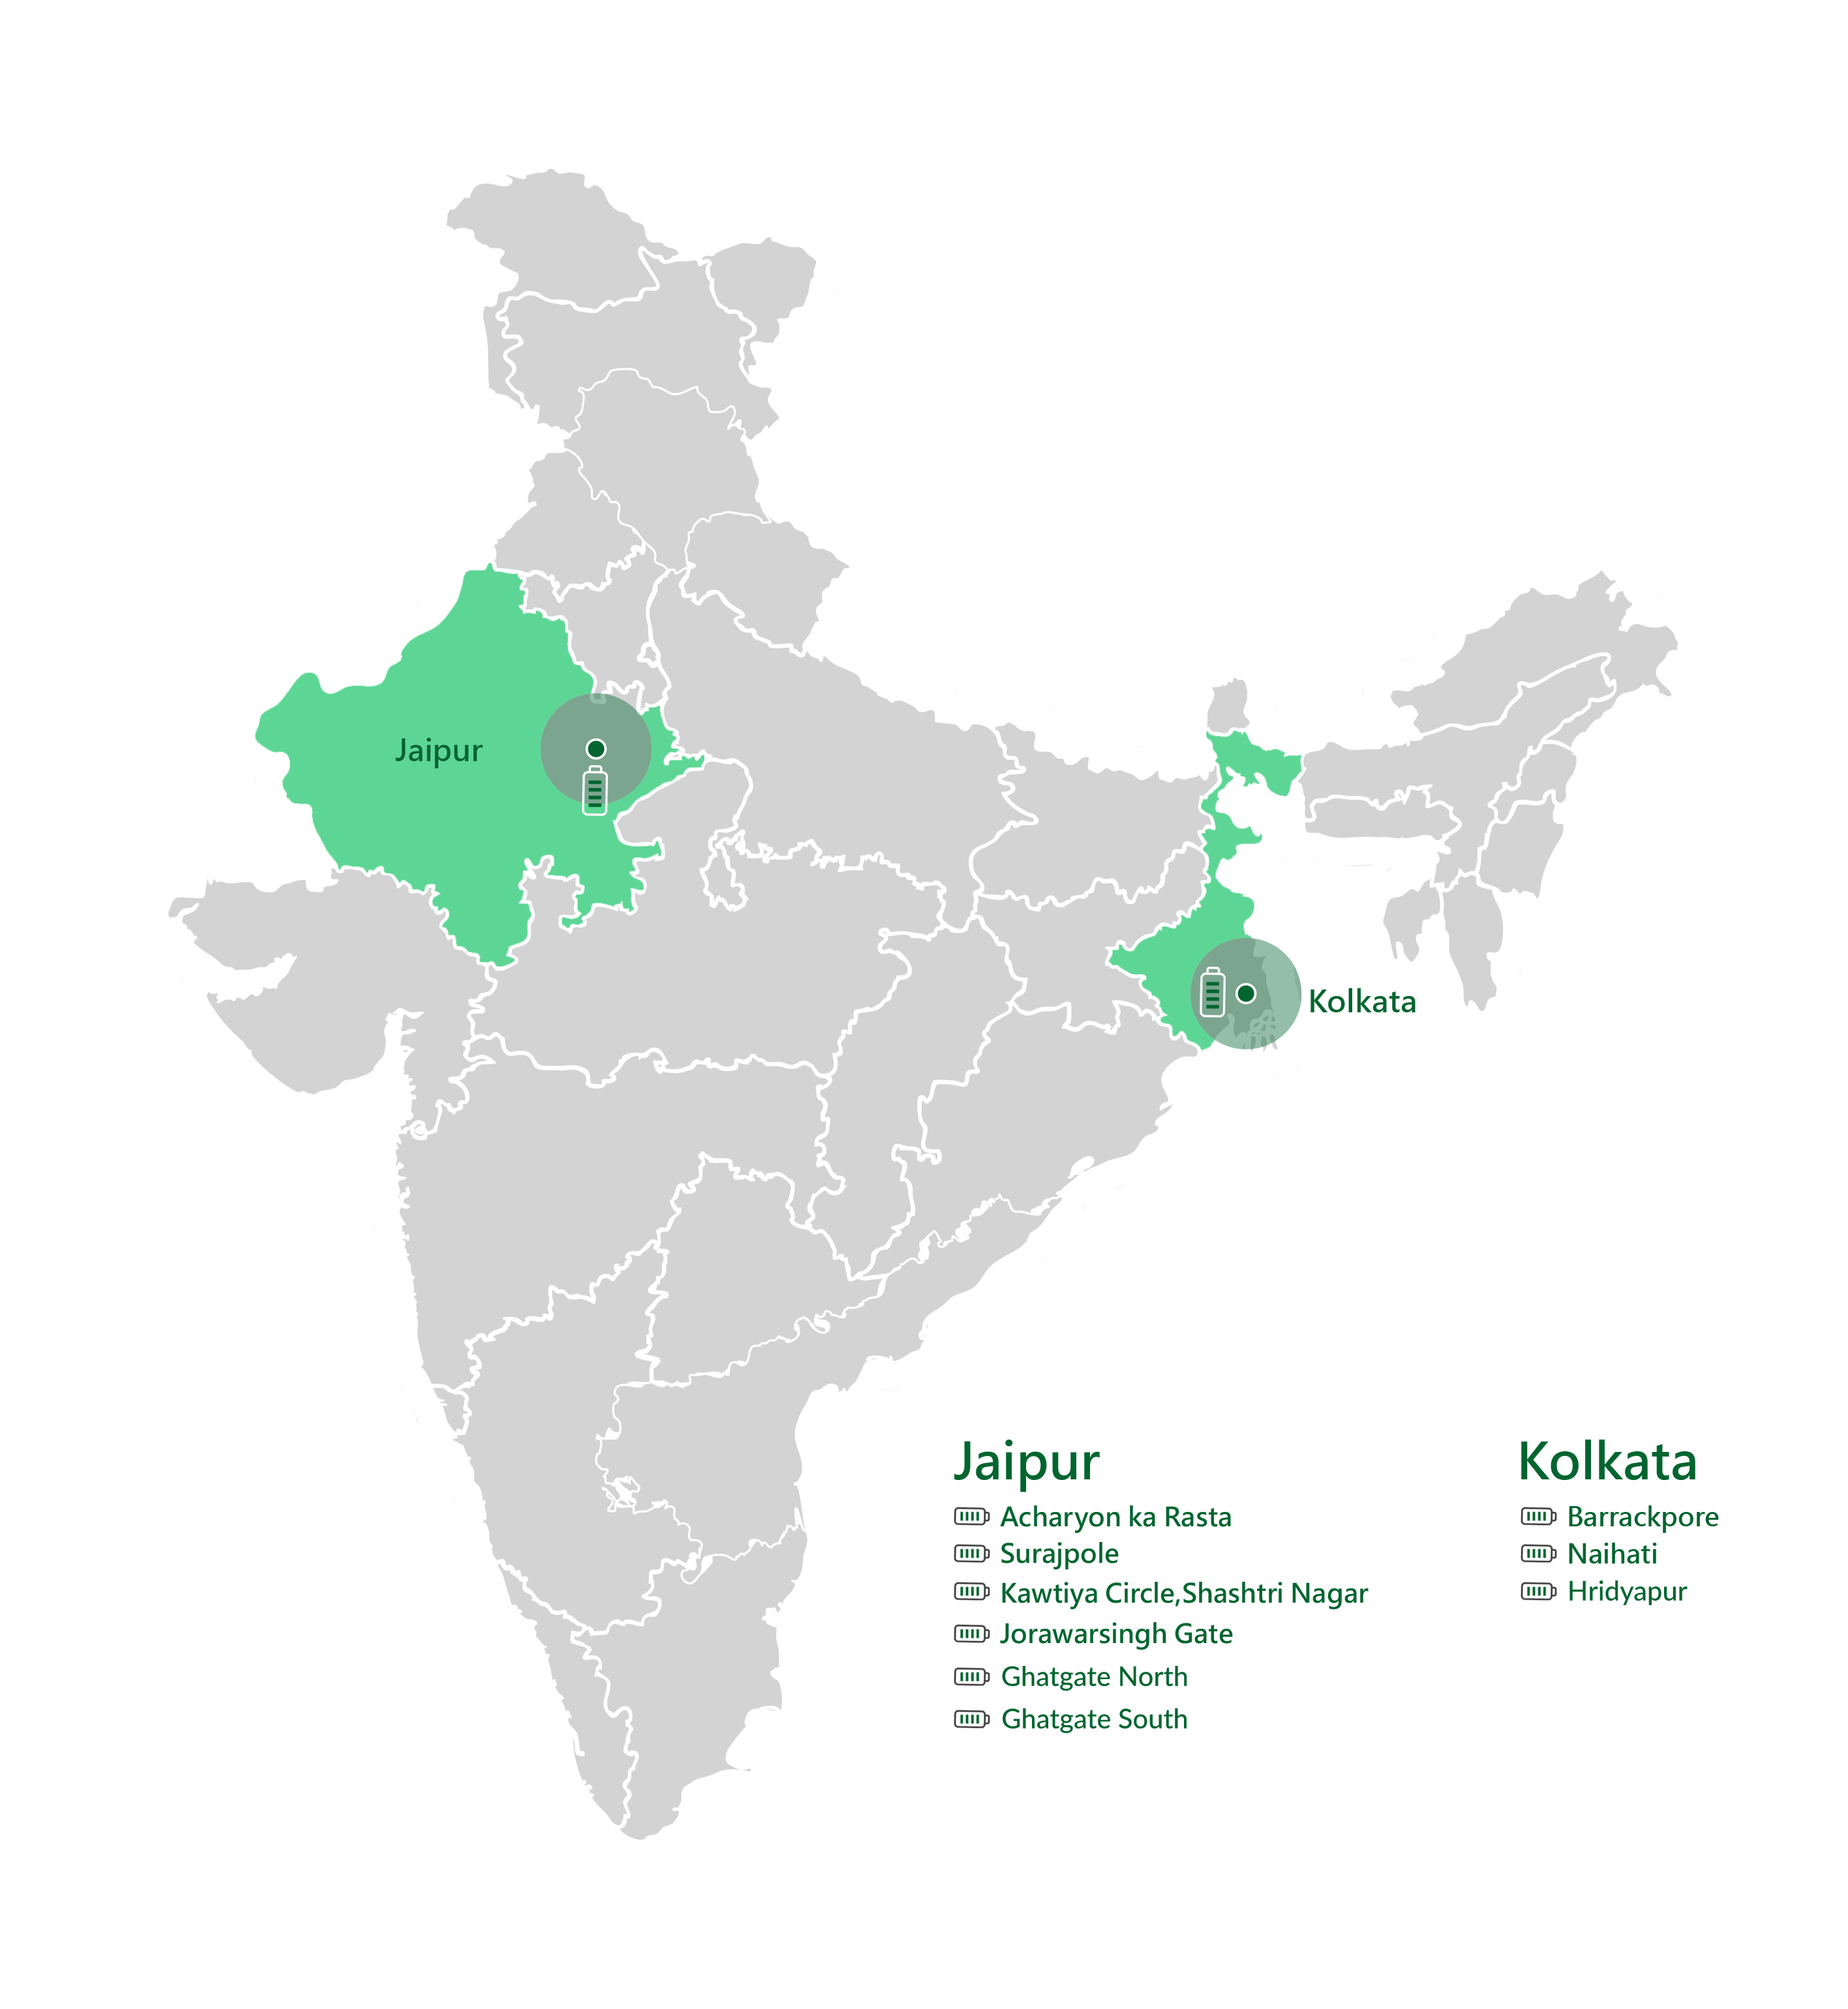 Jaipur
Kolkata
Jaipur
Acharyon ka Rasta
Surajpole
Kawtiya Circle,Shashtri Nagar
Jorawarsingh Gate
Ghatgate North
Ghatgate South
Kolkata
Barrackpore
Naihati
Hridyapur